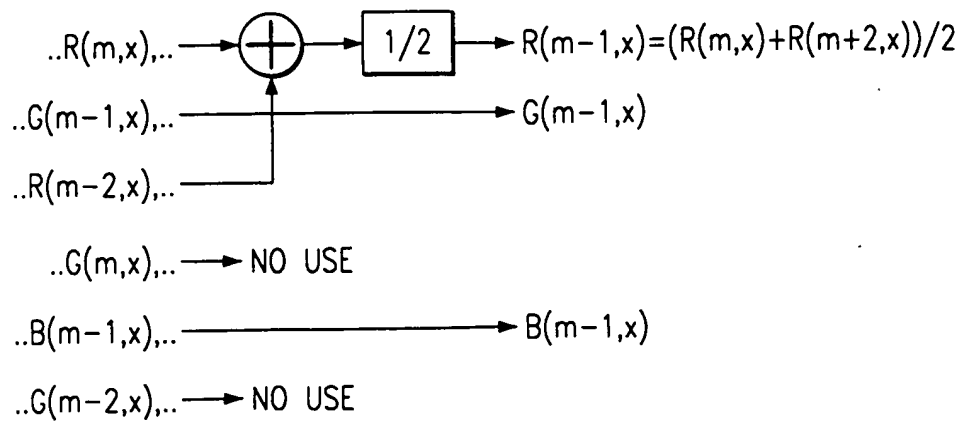 ..R(m,x),.. + 1/2 R(m-1,x)=(R(m,x)+R(m+2,x))/2
..G(m-1,x),.. G(m-1,x)
..R(m-2,x),..
..G(m,x),.. NO USE
..B(m-1,x),.. B(m-1,x)
..G(m-2,x),.. NO USE